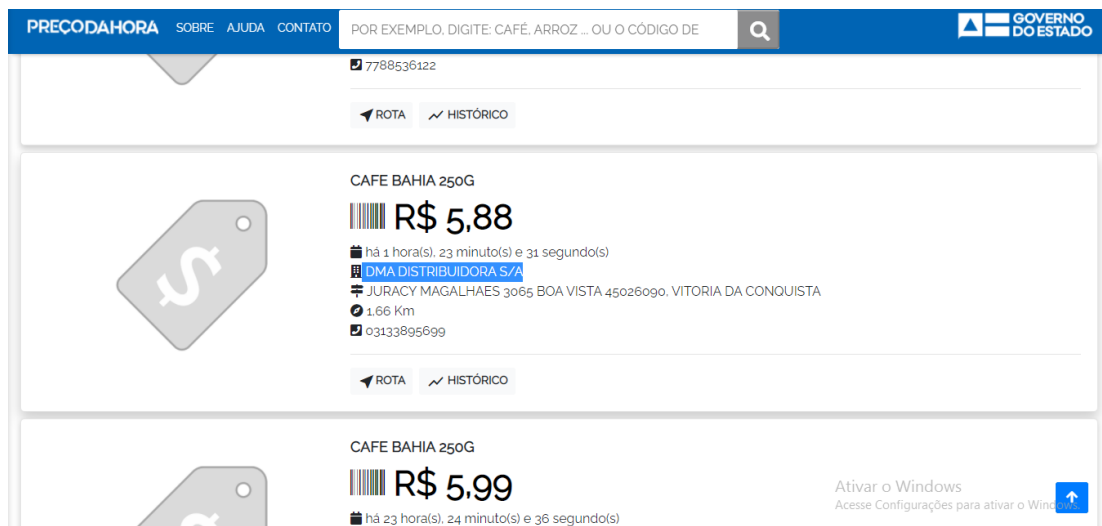 PREÇODAHORA SOBRE AJUDA CONTATO POR EXEMPLO, DIGITE: CAFÉ, ARROZ ... OU O CÓDIGO DE GOVERNO
DO ESTADO
7788536122
ROTA HISTÓRICO
CAFE BAHIA 250G
R$ 5,88
há 1 hora(s), 23 minuto(s) e 31 segundo(s)
DMA DISTRIBUIDORA S/A
JURACY MAGALHAES 3065 BOA VISTA 45026090, VITORIA DA CONQUISTA
1.66 Km
03133895699
ROTA HISTÓRICO
CAFE BAHIA 250G
R$ 5,99
há 23 hora(s), 24 minuto(s) e 36 segundo(s)
Ativar o Windows
Acesse Configurações para ativar o Windows.